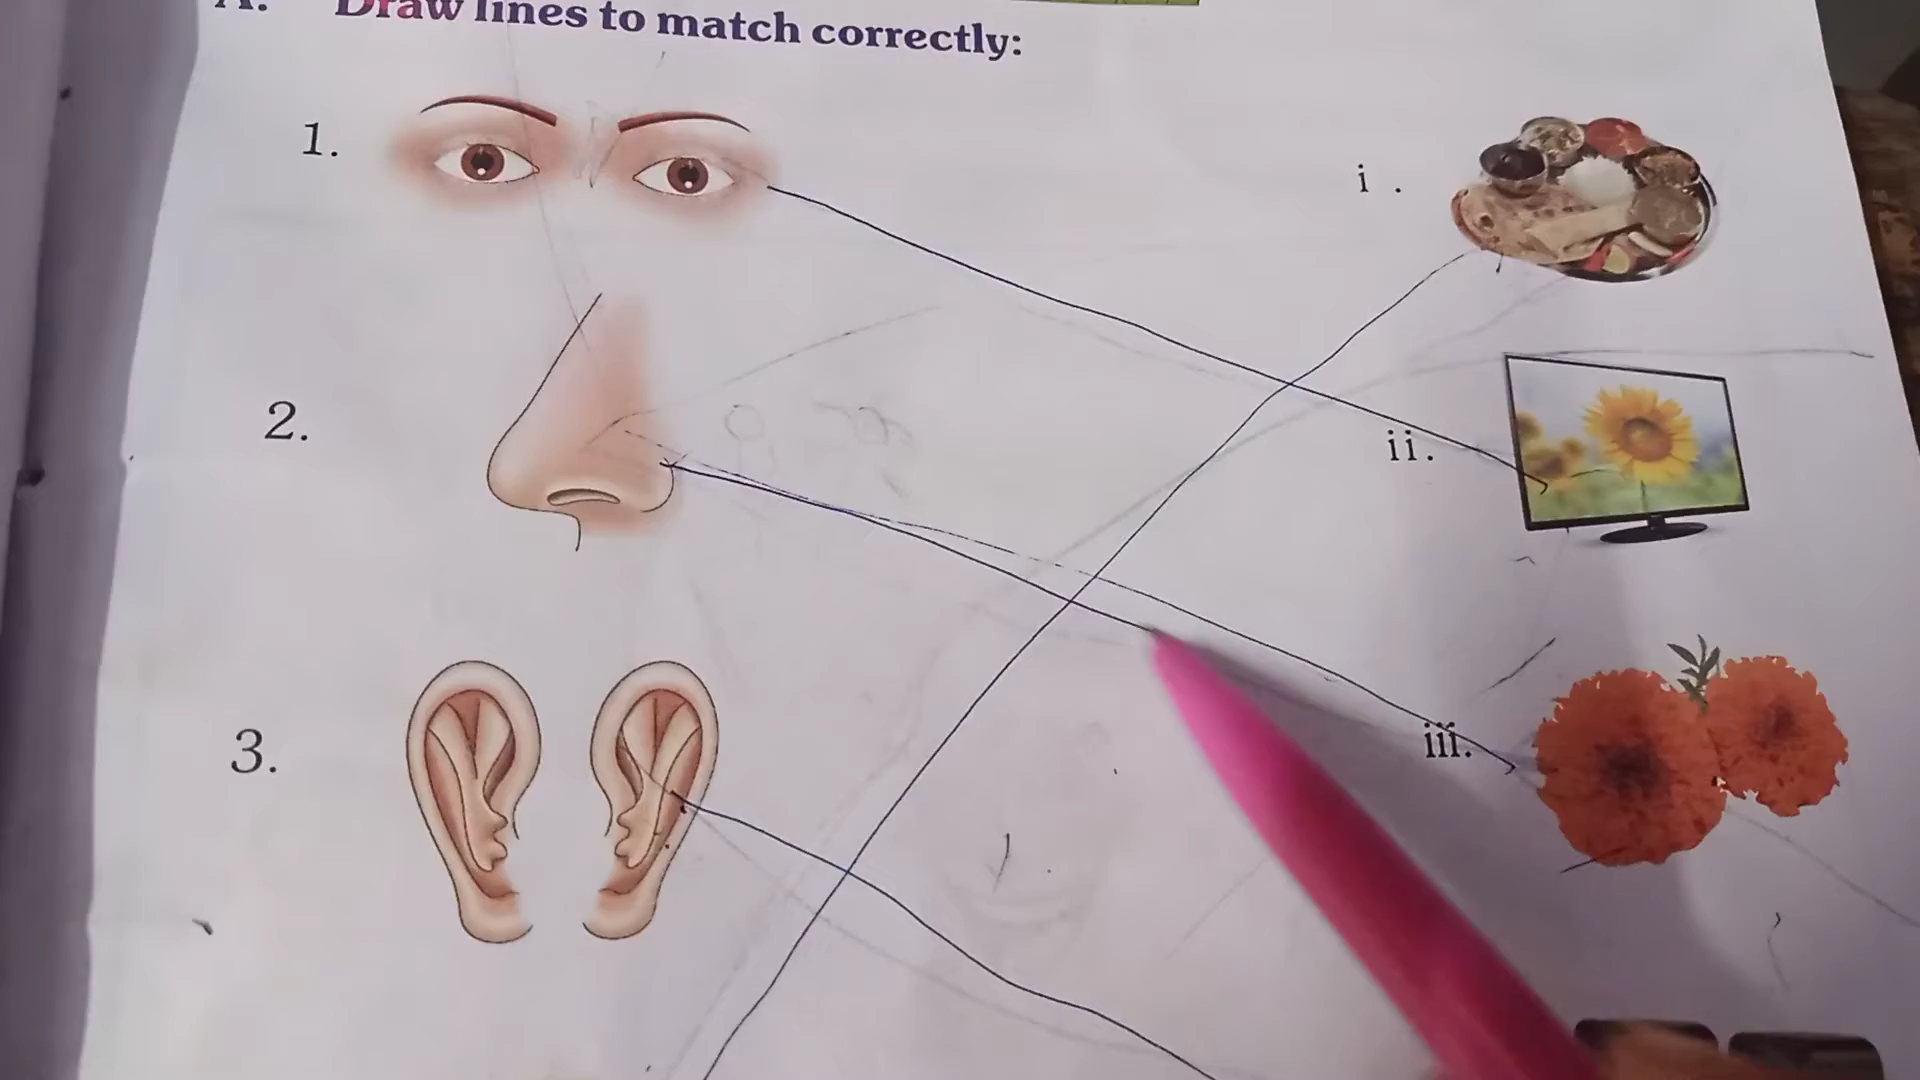 A. Draw lines to match correctly:
1.
i .
2.
ii.
3.
iii.